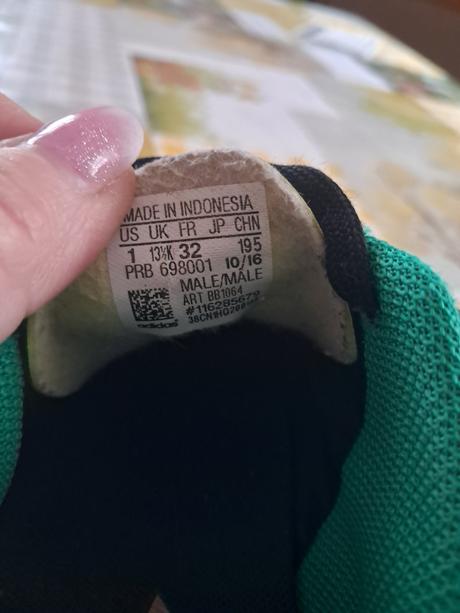 MADE IN INDONESIA
US UK FR JP CHN
1 13½K 32 195
PRB 698001 10/16
MALE/MALE
ART BB1064
adidas